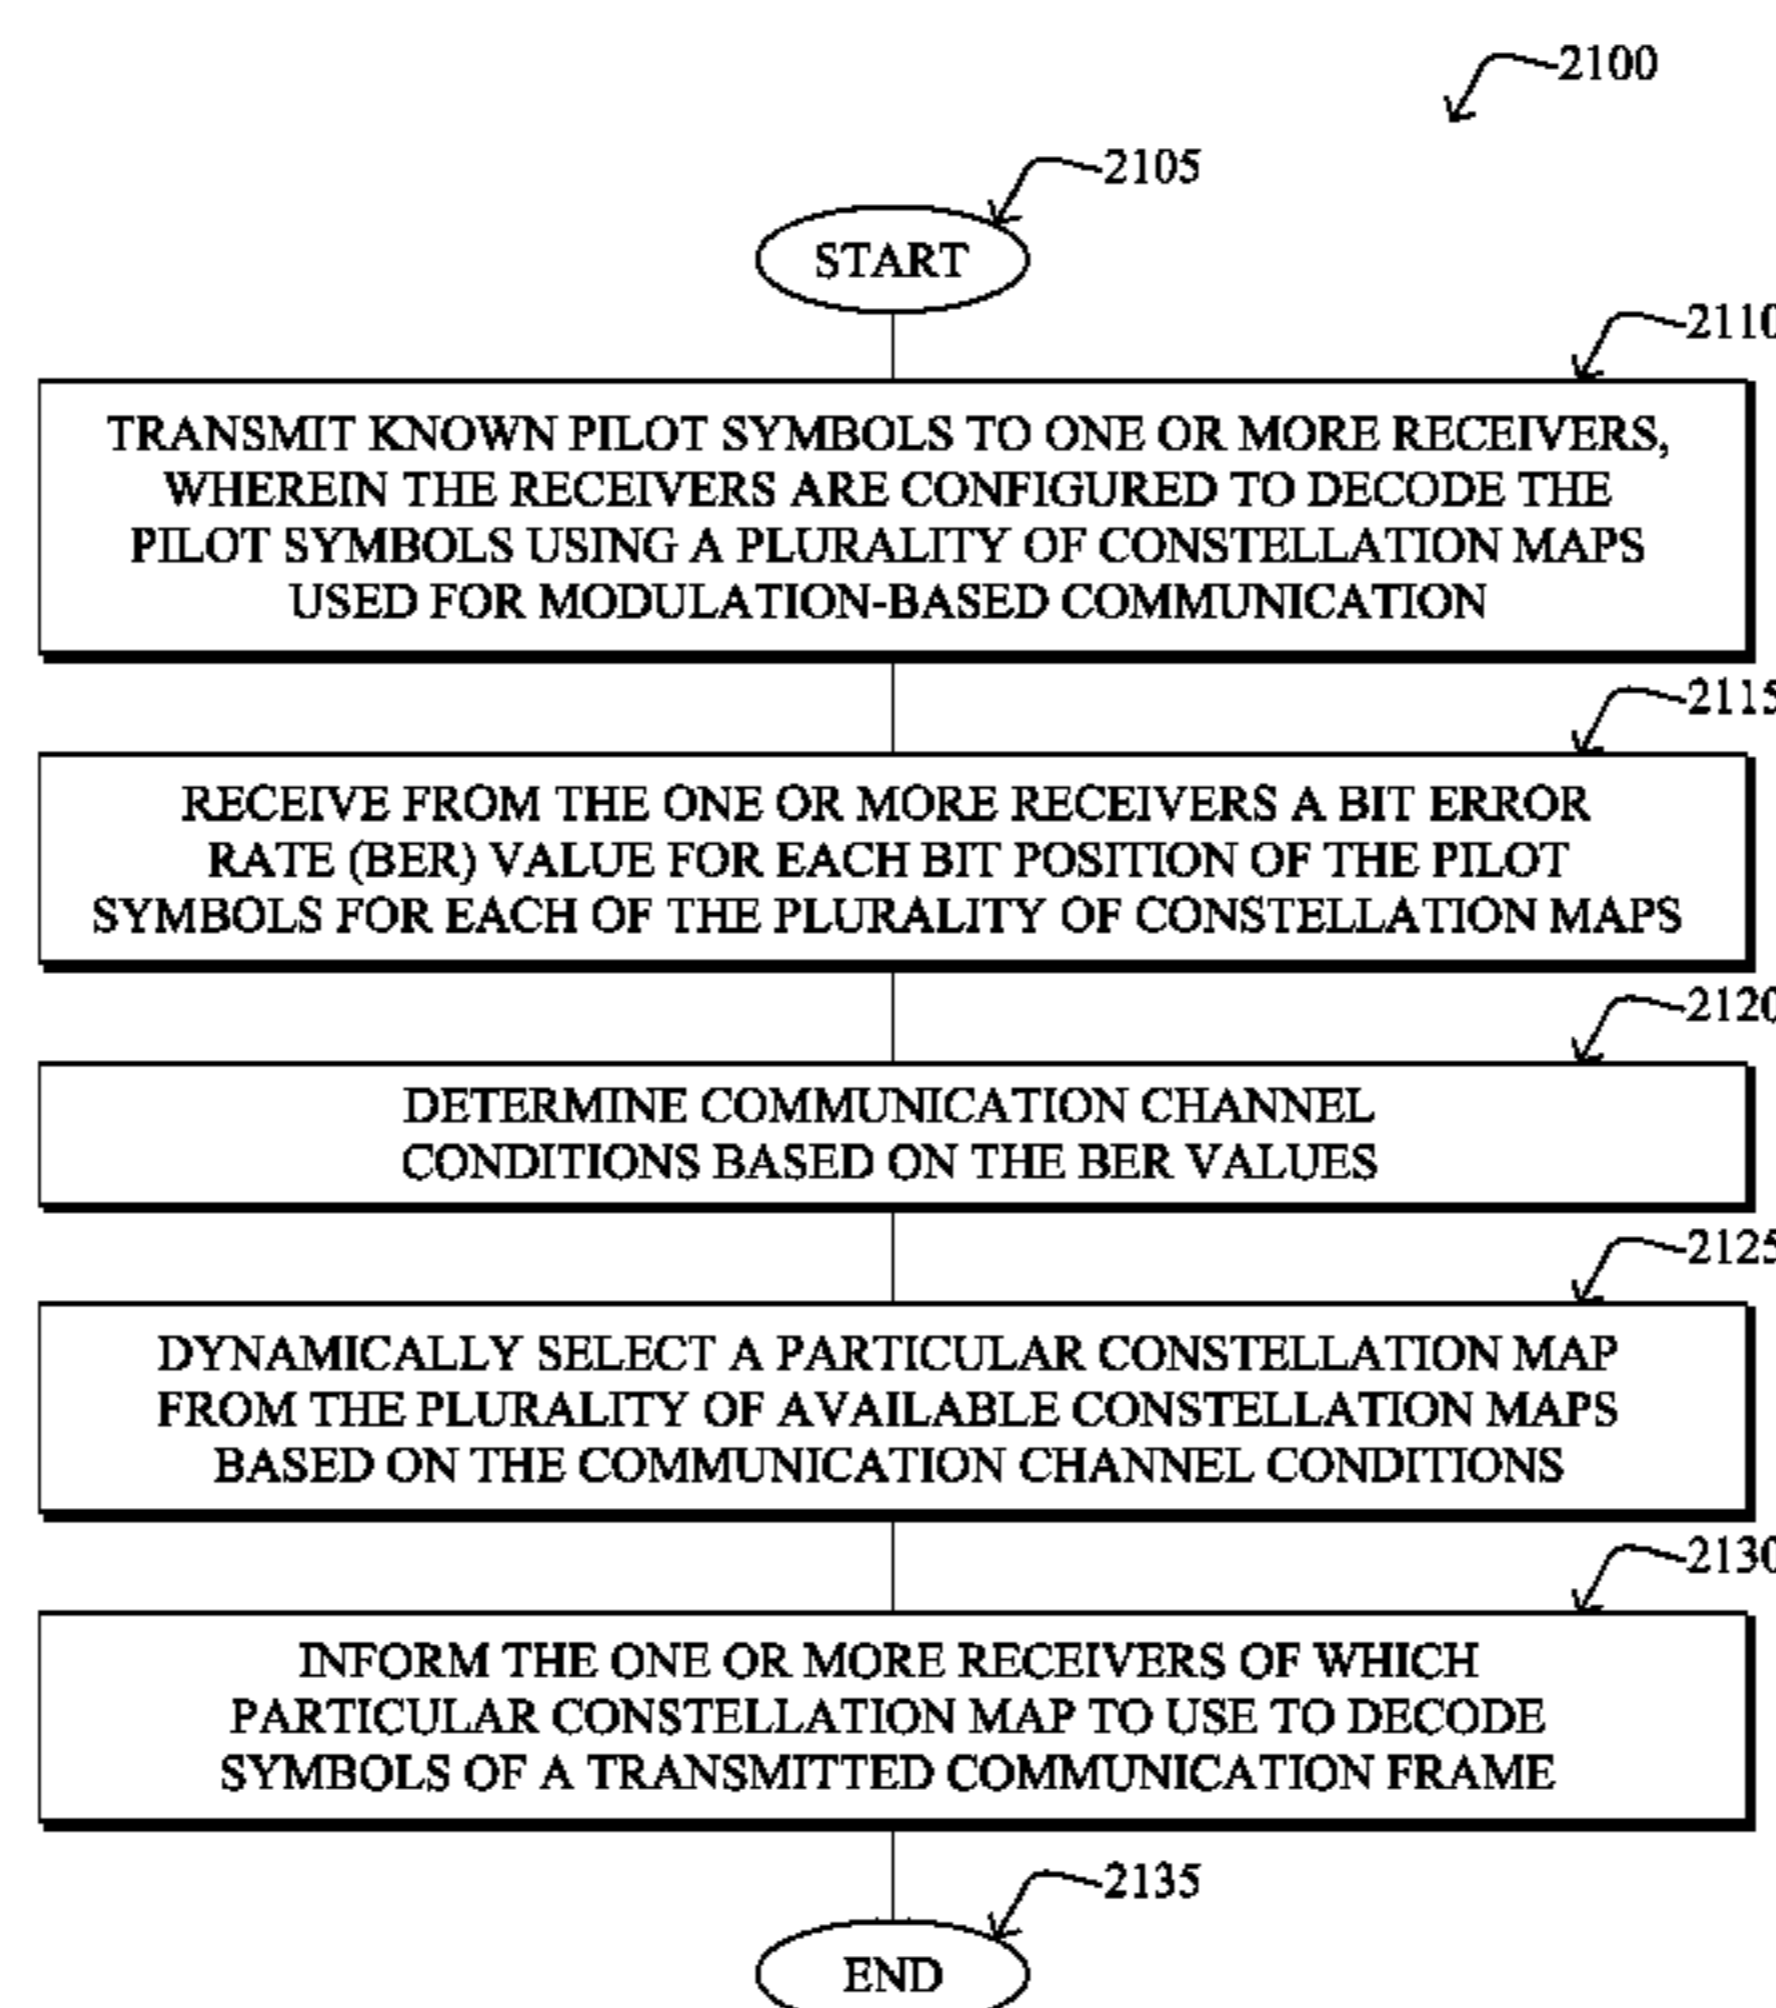 2100
2105
START
2110
TRANSMIT KNOWN PILOT SYMBOLS TO ONE OR MORE RECEIVERS,
WHEREIN THE RECEIVERS ARE CONFIGURED TO DECODE THE
PILOT SYMBOLS USING A PLURALITY OF CONSTELLATION MAPS
USED FOR MODULATION-BASED COMMUNICATION
2115
RECEIVE FROM THE ONE OR MORE RECEIVERS A BIT ERROR
RATE (BER) VALUE FOR EACH BIT POSITION OF THE PILOT
SYMBOLS FOR EACH OF THE PLURALITY OF CONSTELLATION MAPS
2120
DETERMINE COMMUNICATION CHANNEL
CONDITIONS BASED ON THE BER VALUES
2125
DYNAMICALLY SELECT A PARTICULAR CONSTELLATION MAP
FROM THE PLURALITY OF AVAILABLE CONSTELLATION MAPS
BASED ON THE COMMUNICATION CHANNEL CONDITIONS
2130
INFORM THE ONE OR MORE RECEIVERS OF WHICH
PARTICULAR CONSTELLATION MAP TO USE TO DECODE
SYMBOLS OF A TRANSMITTED COMMUNICATION FRAME
2135
END